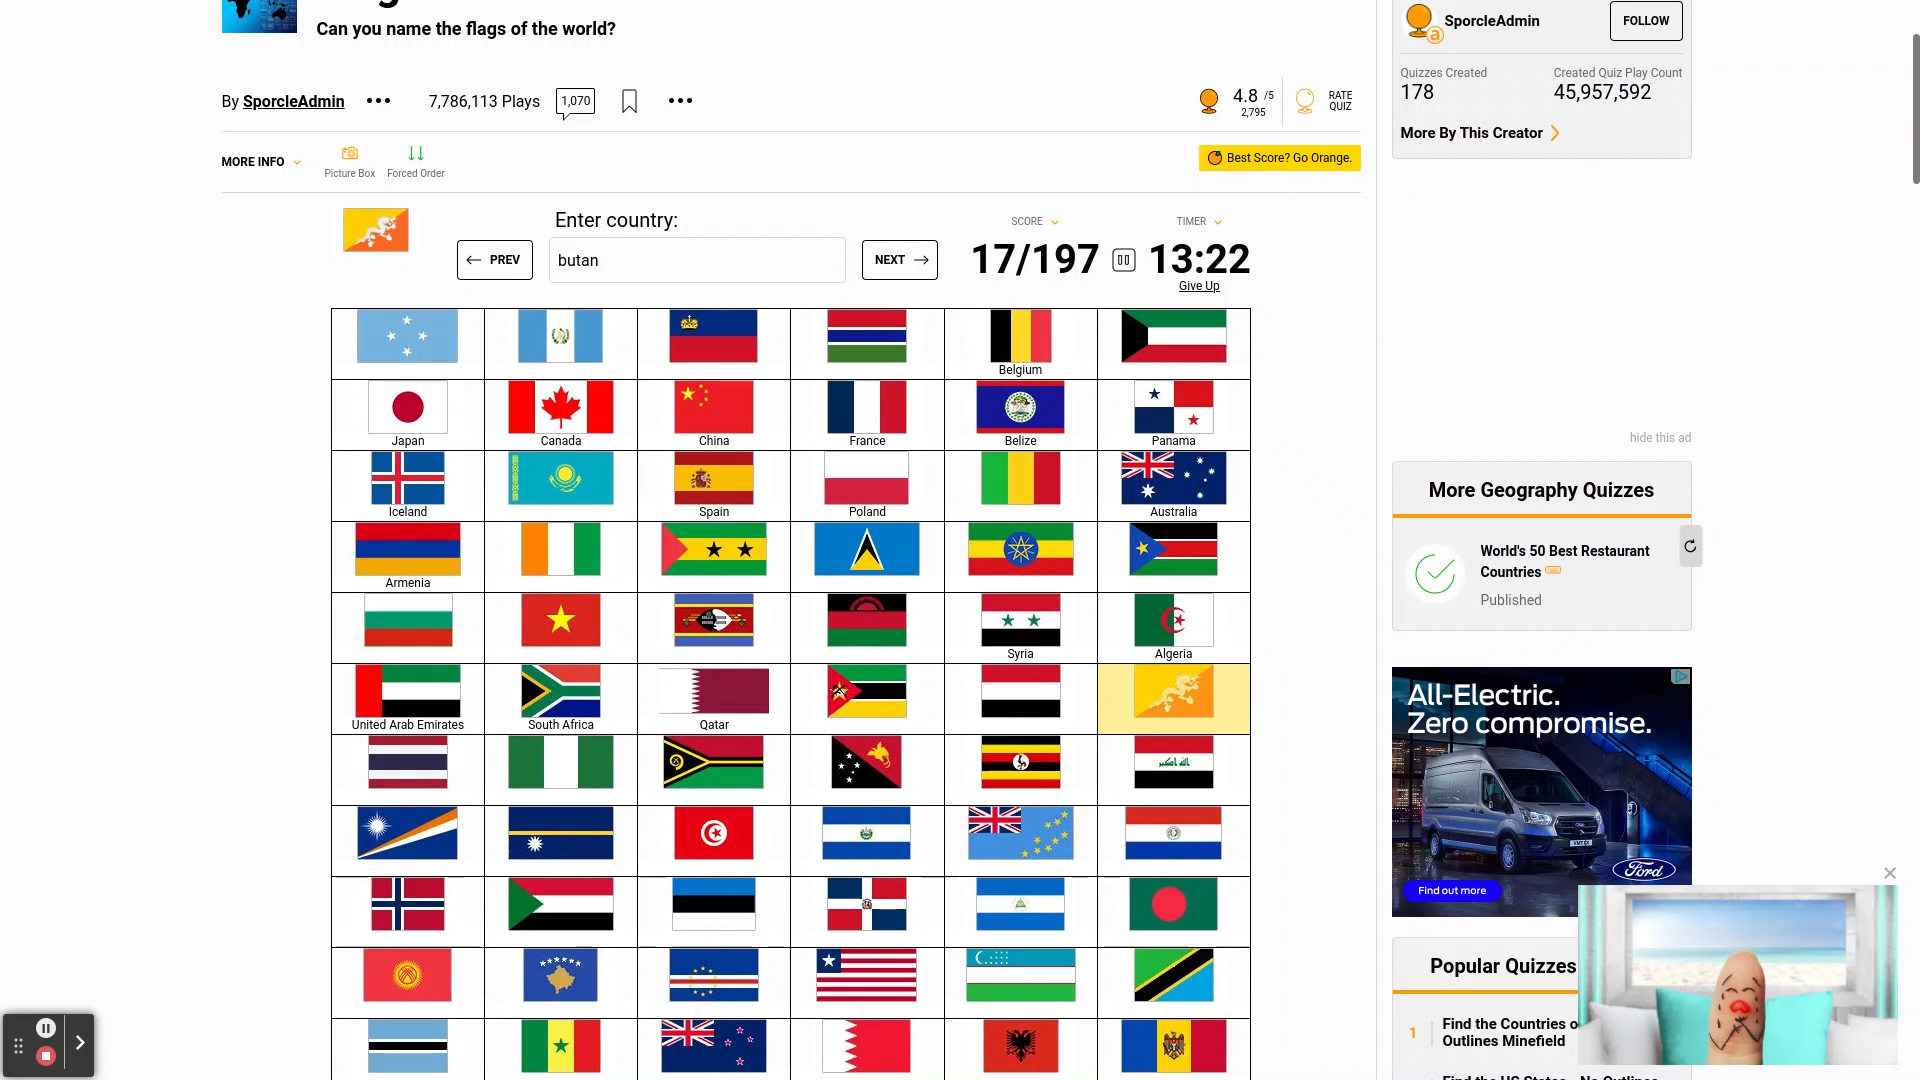 Can you name the flags of the world?
By SporcleAdmin
7,786,113 Plays
1,070
4.8 /5
2,795
RATE
QUIZ
MORE INFO
Picture Box
Forced Order
Best Score? Go Orange.
Enter country:
PREV
butan
NEXT
SCORE
17/197
TIMER
13:22
Give Up
Belgium
Japan
Canada
China
France
Belize
Panama
Iceland
Spain
Poland
Australia
Armenia
Syria
Algeria
United Arab Emirates
South Africa
Qatar
SporcleAdmin
FOLLOW
Quizzes Created
178
Created Quiz Play Count
45,957,592
More By This Creator
hide this ad
More Geography Quizzes
World's 50 Best Restaurant
Countries
Published
All-Electric.
Zero compromise.
Ford
Find out more
Popular Quizzes
1
Find the Countries o
Outlines Minefield